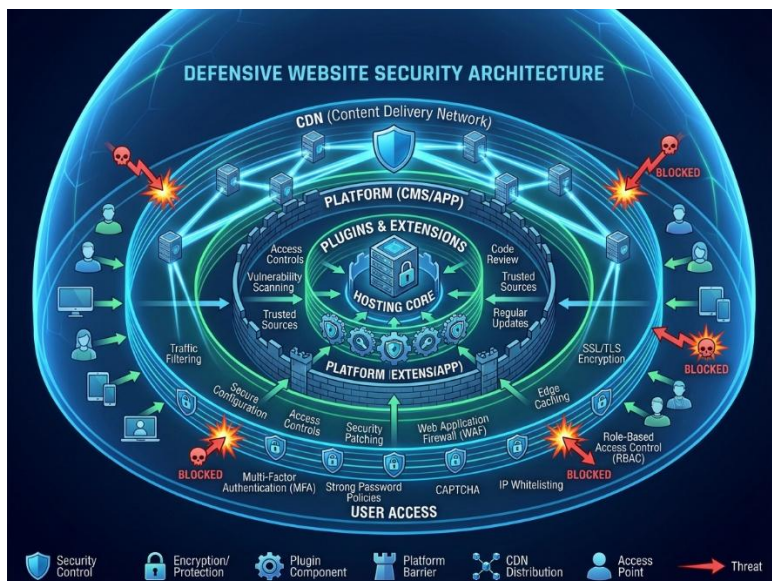 DEFENSIVE WEBSITE SECURITY ARCHITECTURE
CDN (Content Delivery Network)
BLOCKED
PLATFORM (CMS/APP)
PLUGINS & EXTENSIONS
Access
Controls
Code
Review
Vulnerability
Scanning
Trusted
Sources
HOSTING CORE
Trusted
Sources
Regular
Updates
Traffic
Filtering
PLATFORM (EXTENS/APP)
SSL/TLS
Encryption
BLOCKED
Secure
Configuration
Access
Controls
Security
Patching
Web Application
Firewall (WAF)
Edge
Caching
BLOCKED
Multi-Factor
Authentication (MFA)
Strong Password
Policies
CAPTCHA
IP Whitelisting
BLOCKED
Role-Based
Access Control
(RBAC)
USER ACCESS
Security
Control
Encryption/
Protection
Plugin
Component
Platform
Barrier
CDN
Distribution
Access
Point
Threat